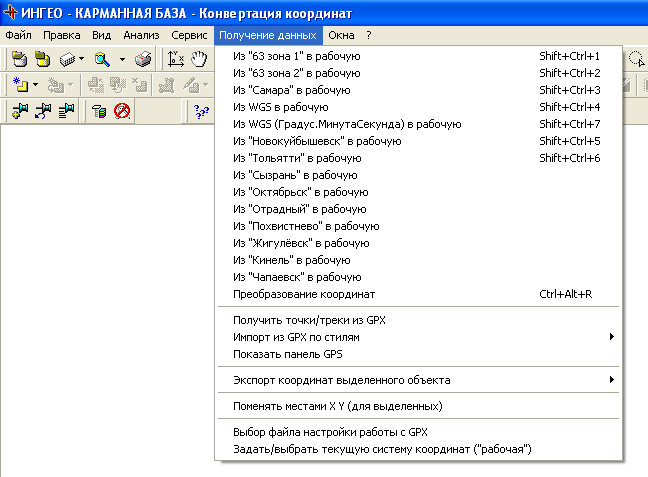 ИНГЕО - КАРМАННАЯ БАЗА - Конвертация координат
Файл Правка Вид Анализ Сервис Получение данных Окна ?
Из "63 зона 1" в рабочую Shift+Ctrl+1
Из "63 зона 2" в рабочую Shift+Ctrl+2
Из "Самара" в рабочую Shift+Ctrl+3
Из WGS в рабочую Shift+Ctrl+4
Из WGS (Градус.МинутаСекунда) в рабочую Shift+Ctrl+7
Из "Новокуйбышевск" в рабочую Shift+Ctrl+5
Из "Тольятти" в рабочую Shift+Ctrl+6
Из "Сызрань" в рабочую
Из "Октябрьск" в рабочую
Из "Отрадный" в рабочую
Из "Похвистнево" в рабочую
Из "Жигулёвск" в рабочую
Из "Кинель" в рабочую
Из "Чапаевск" в рабочую
Преобразование координат Ctrl+Alt+R
Получить точки/треки из GPX
Импорт из GPX по стилям
Показать панель GPS
Экспорт координат выделенного объекта
Поменять местами X Y (для выделенных)
Выбор файла настройки работы с GPX
Задать/выбрать текущую систему координат ("рабочая")